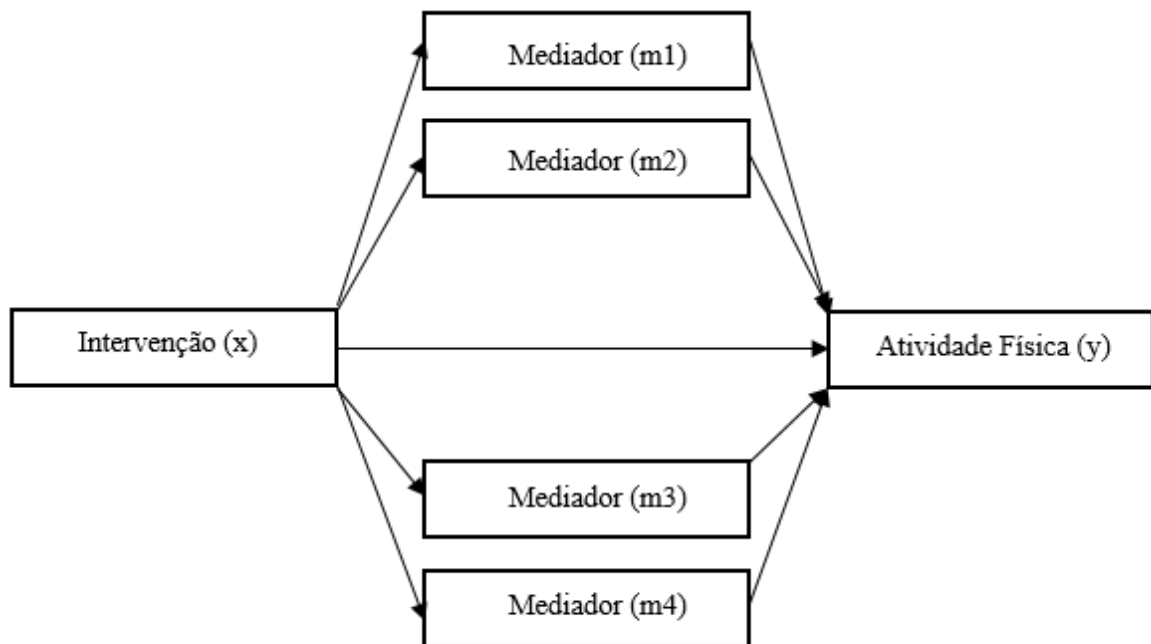 Mediador (m1)
Mediador (m2)
Intervenção (x)
Atividade Física (y)
Mediador (m3)
Mediador (m4)